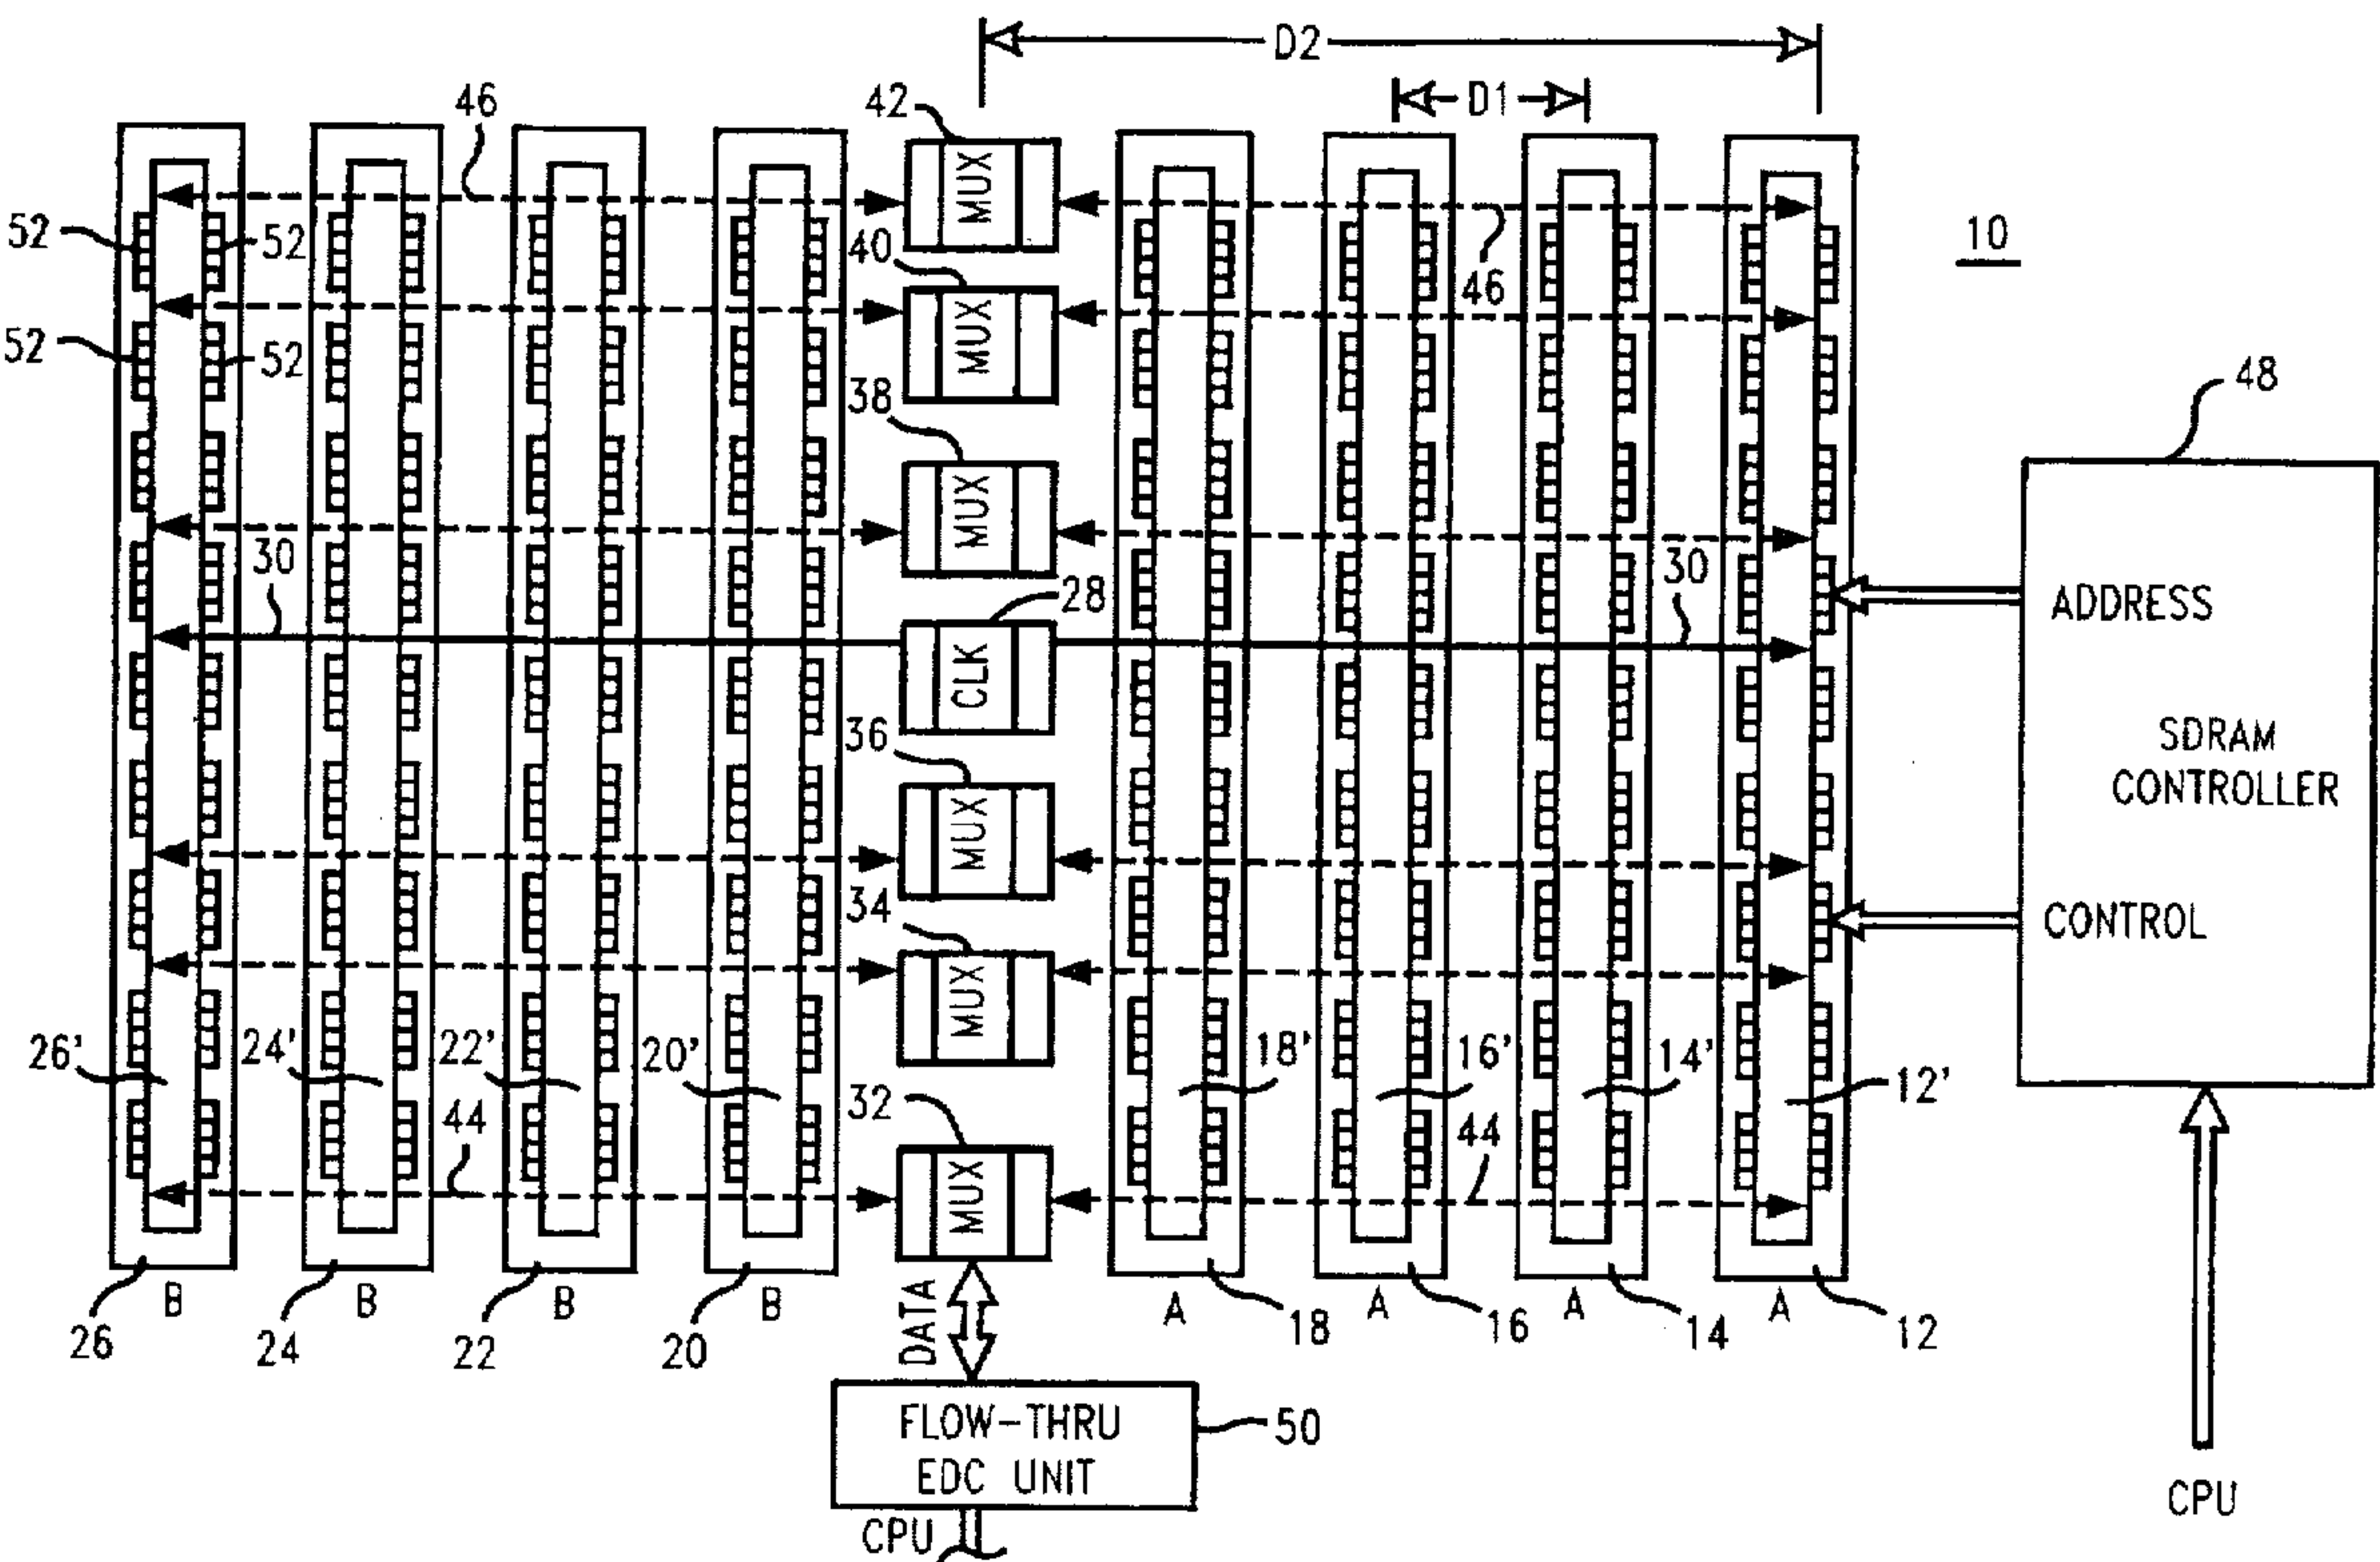 D2
D1
46
42
MUX
52
52
40
MUX
46
10
52
52
38
MUX
48
30
28
CLK
30
ADDRESS
SDRAM
CONTROLLER
36
MUX
34
MUX
CONTROL
26'
24'
22'
20'
18'
16'
14'
12'
44
32
MUX
44
B
B
B
B
A
A
A
A
26
24
22
20
18
16
14
12
DATA
FLOW-THRU
EDC UNIT
50
CPU
CPU